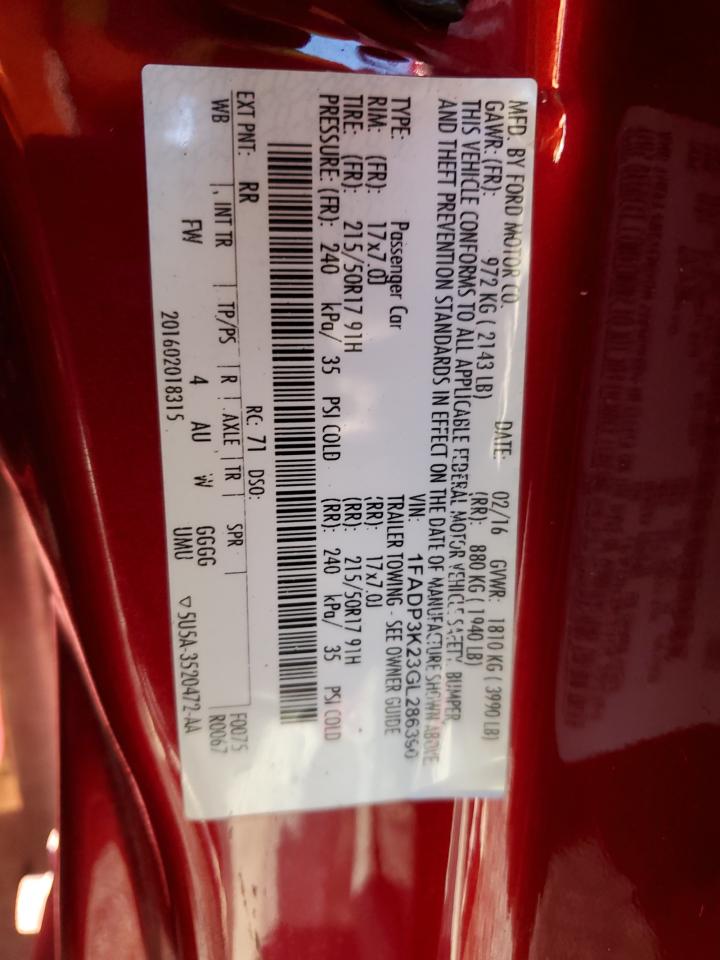 MFD. BY FORD MOTOR CO.
DATE: 02/16 GVWR: 1810 KG ( 3990 LB)
GAWR: (FR): 972 KG ( 2143 LB) (RR): 880 KG ( 1940 LB)
THIS VEHICLE CONFORMS TO ALL APPLICABLE FEDERAL MOTOR VEHICLE SAFETY, BUMPER,
AND THEFT PREVENTION STANDARDS IN EFFECT ON THE DATE OF MANUFACTURE SHOWN ABOVE
VIN: 1FADP3K23GL286390
TYPE: Passenger Car TRAILER TOWING - SEE OWNER GUIDE
RIM: (FR): 17x7.0J (RR): 17x7.0J
TIRE: (FR): 215/50R17 91H (RR): 215/50R17 91H
PRESSURE: (FR): 240 kPa/ 35 PSI COLD (RR): 240 kPa/ 35 PSI COLD
EXT PNT: RR RC: 71 DSO: F0075
WB INT TR TP/PS R AXLE TR SPR R0067
FW 4 AU W GGGG
UMU
201602018315 ▽ 5U5A-3520472-AA